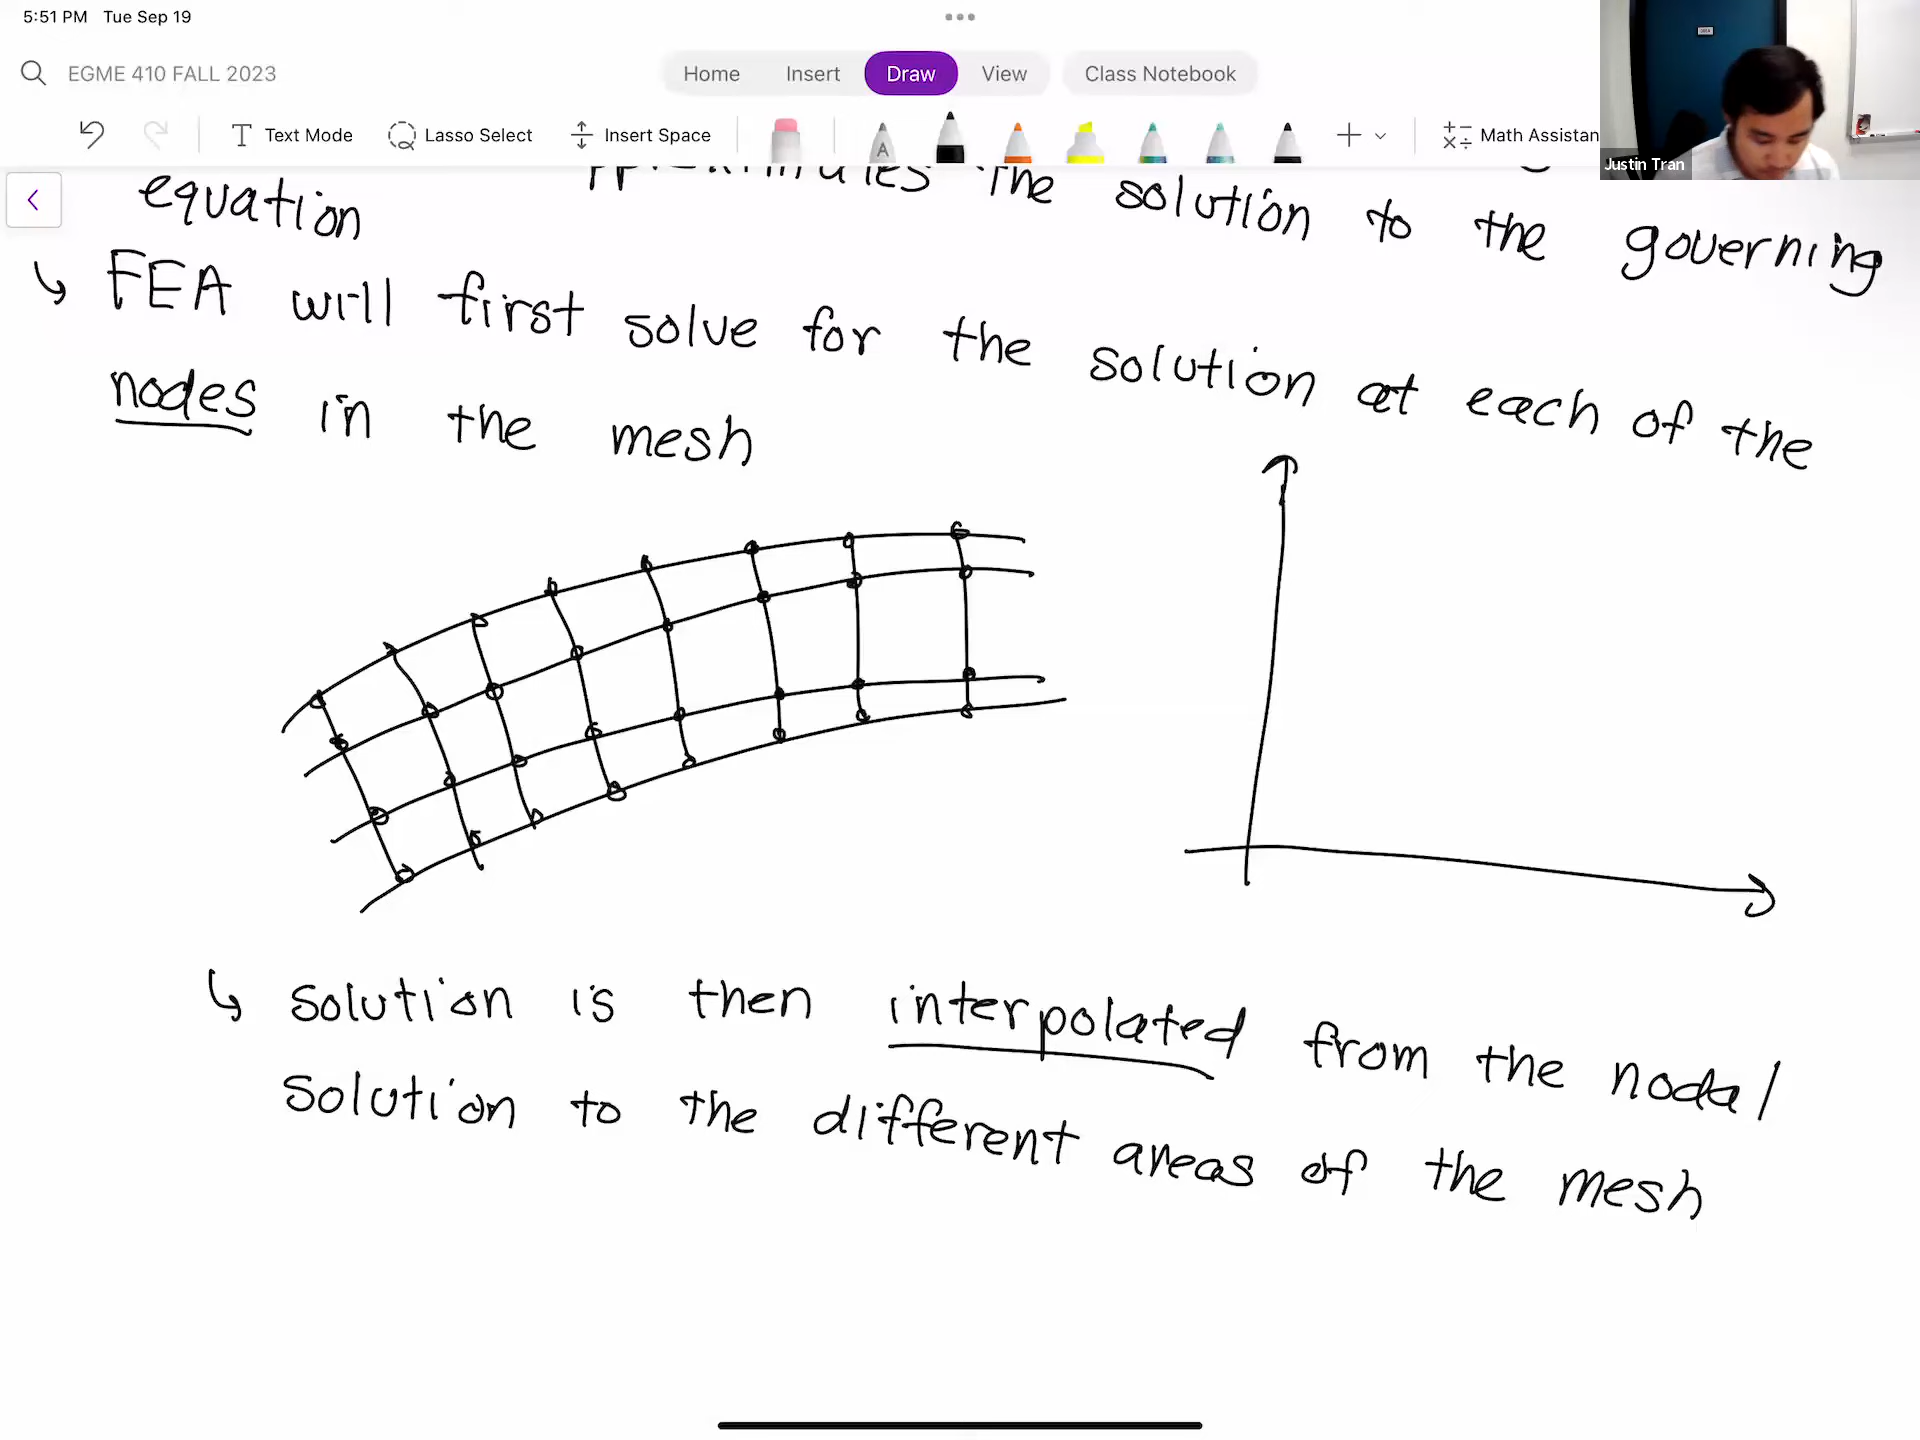 5:51 PM Tue Sep 19
EGME 410 FALL 2023
Home Insert Draw View Class Notebook
Text Mode Lasso Select Insert Space A Math Assistan
Justin Tran
the solution to the governing
equation
↳ FEA will first solve for the solution at each of the
nodes in the mesh
↳ solution is then interpolated from the nodal
solution to the different areas of the mesh